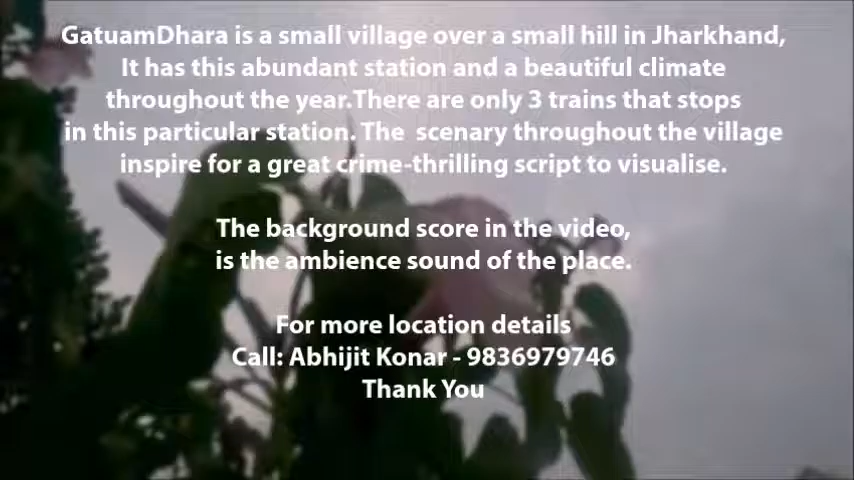 GatuamDhara is a small village over a small hill in Jharkhand,
It has this abundant station and a beautiful climate
throughout the year.There are only 3 trains that stops
in this particular station. The  scenary throughout the village
inspire for a great crime-thrilling script to visualise.
The background score in the video,
is the ambience sound of the place.
For more location details
Call: Abhijit Konar - 9836979746
Thank You